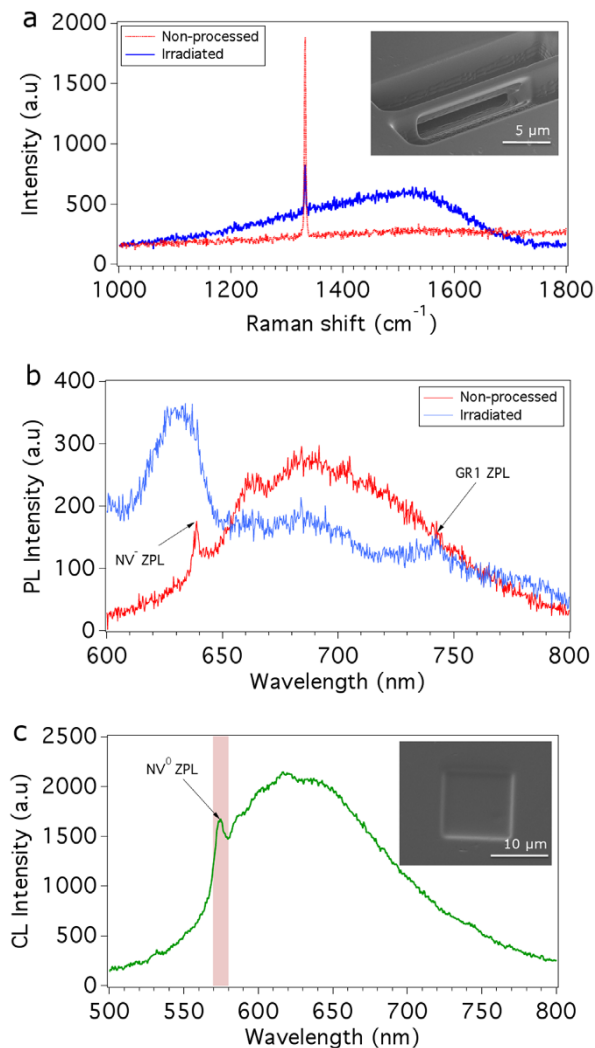 a
Intensity (a.u)
2000
1500
1000
500
0
Non-processed
Irradiated
5 µm
1000 1200 1400 1600 1800
Raman shift (cm⁻¹)
b
PL Intensity (a.u)
400
300
200
100
0
Non-processed
Irradiated
NV⁻ ZPL
GR1 ZPL
600 650 700 750 800
Wavelength (nm)
c
CL Intensity (a.u)
2500
2000
1500
1000
500
0
NV⁰ ZPL
10 µm
500 550 600 650 700 750 800
Wavelength (nm)